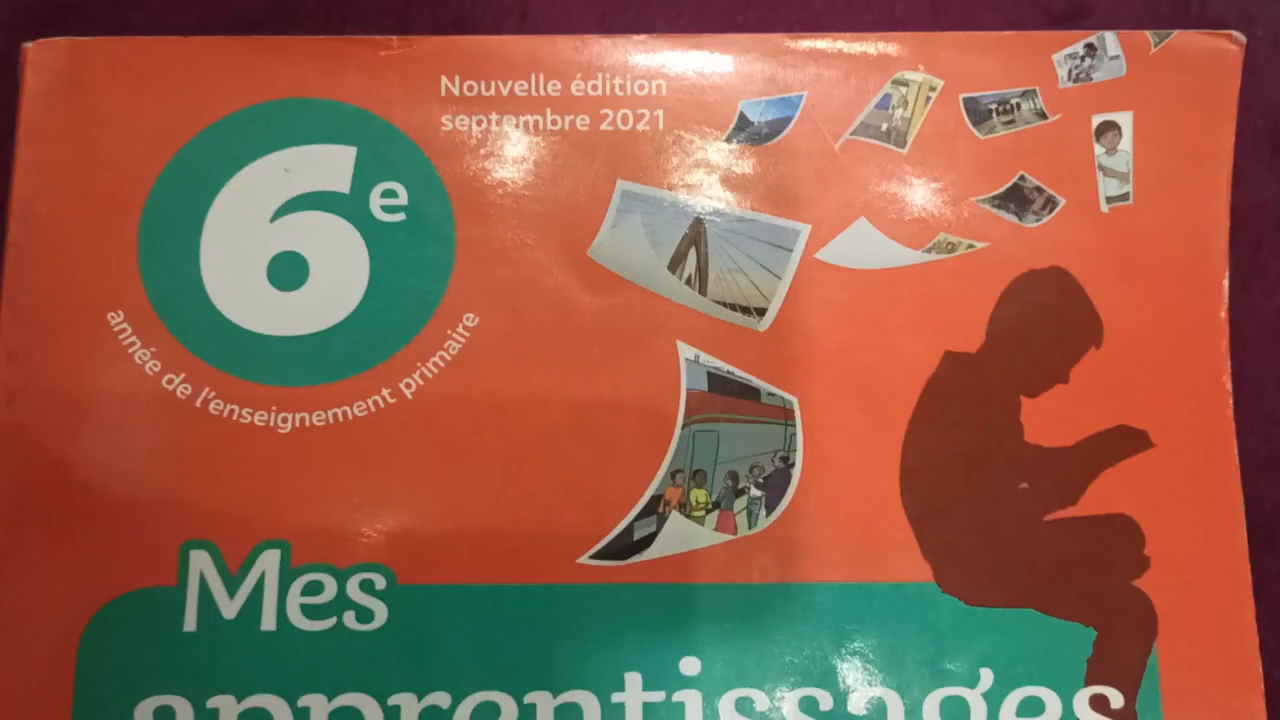 Nouvelle édition
septembre 2021
6e
année de l'enseignement primaire
Mes
apprentissages